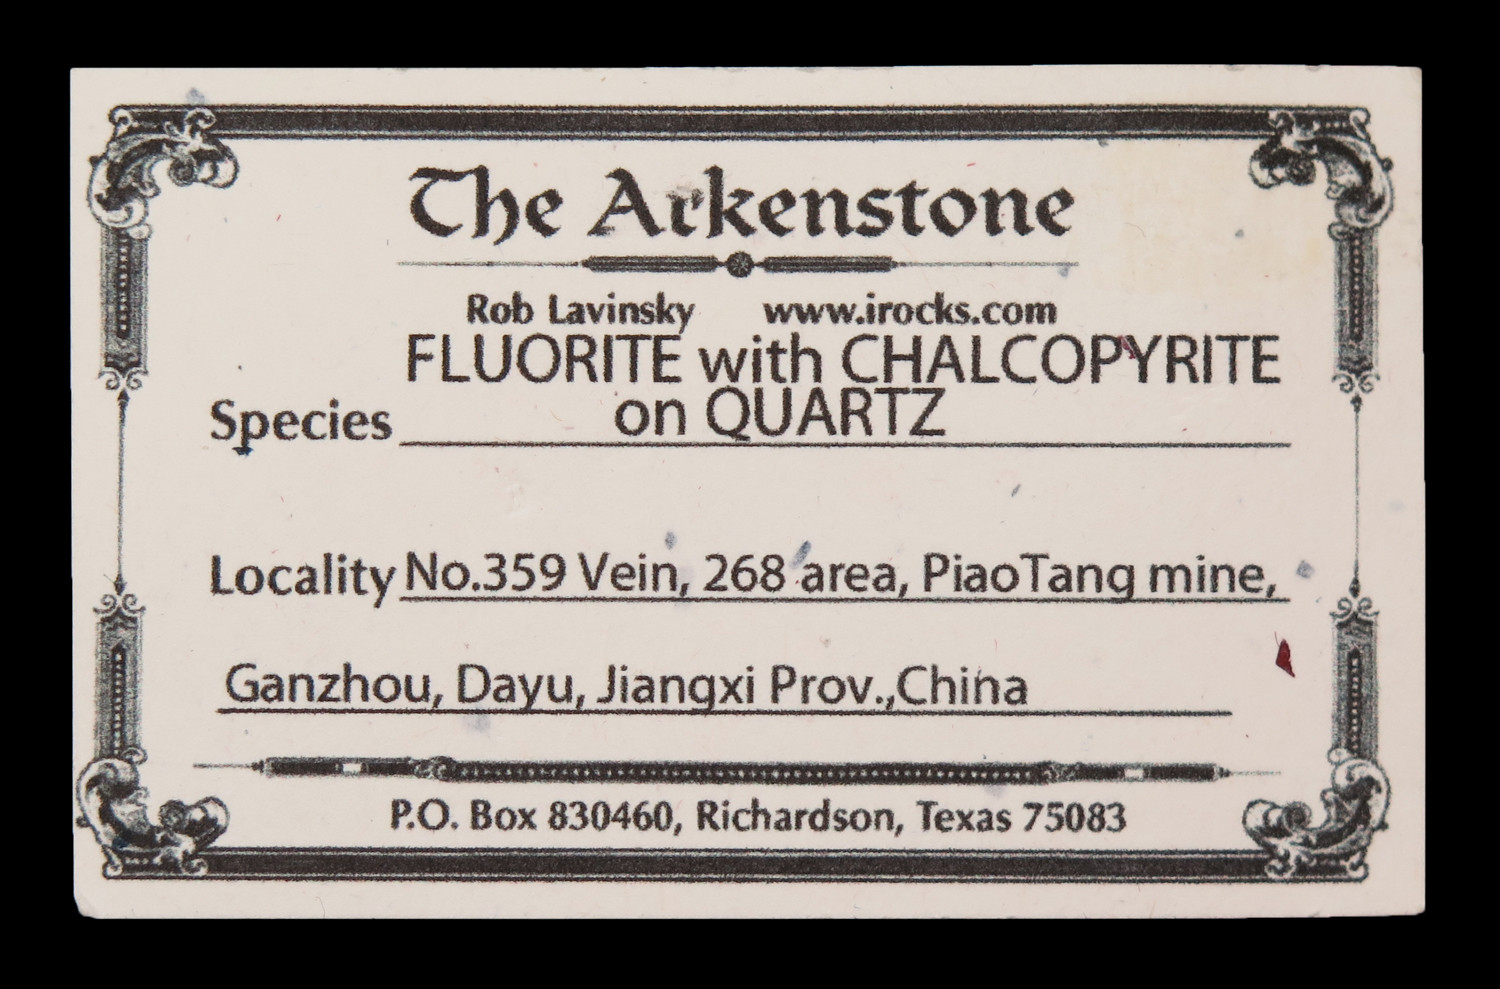 The Arkenstone
Rob Lavinsky www.irocks.com
FLUORITE with CHALCOPYRITE
Species on QUARTZ
Locality No.359 Vein, 268 area, PiaoTang mine,
Ganzhou, Dayu, Jiangxi Prov.,China
P.O. Box 830460, Richardson, Texas 75083